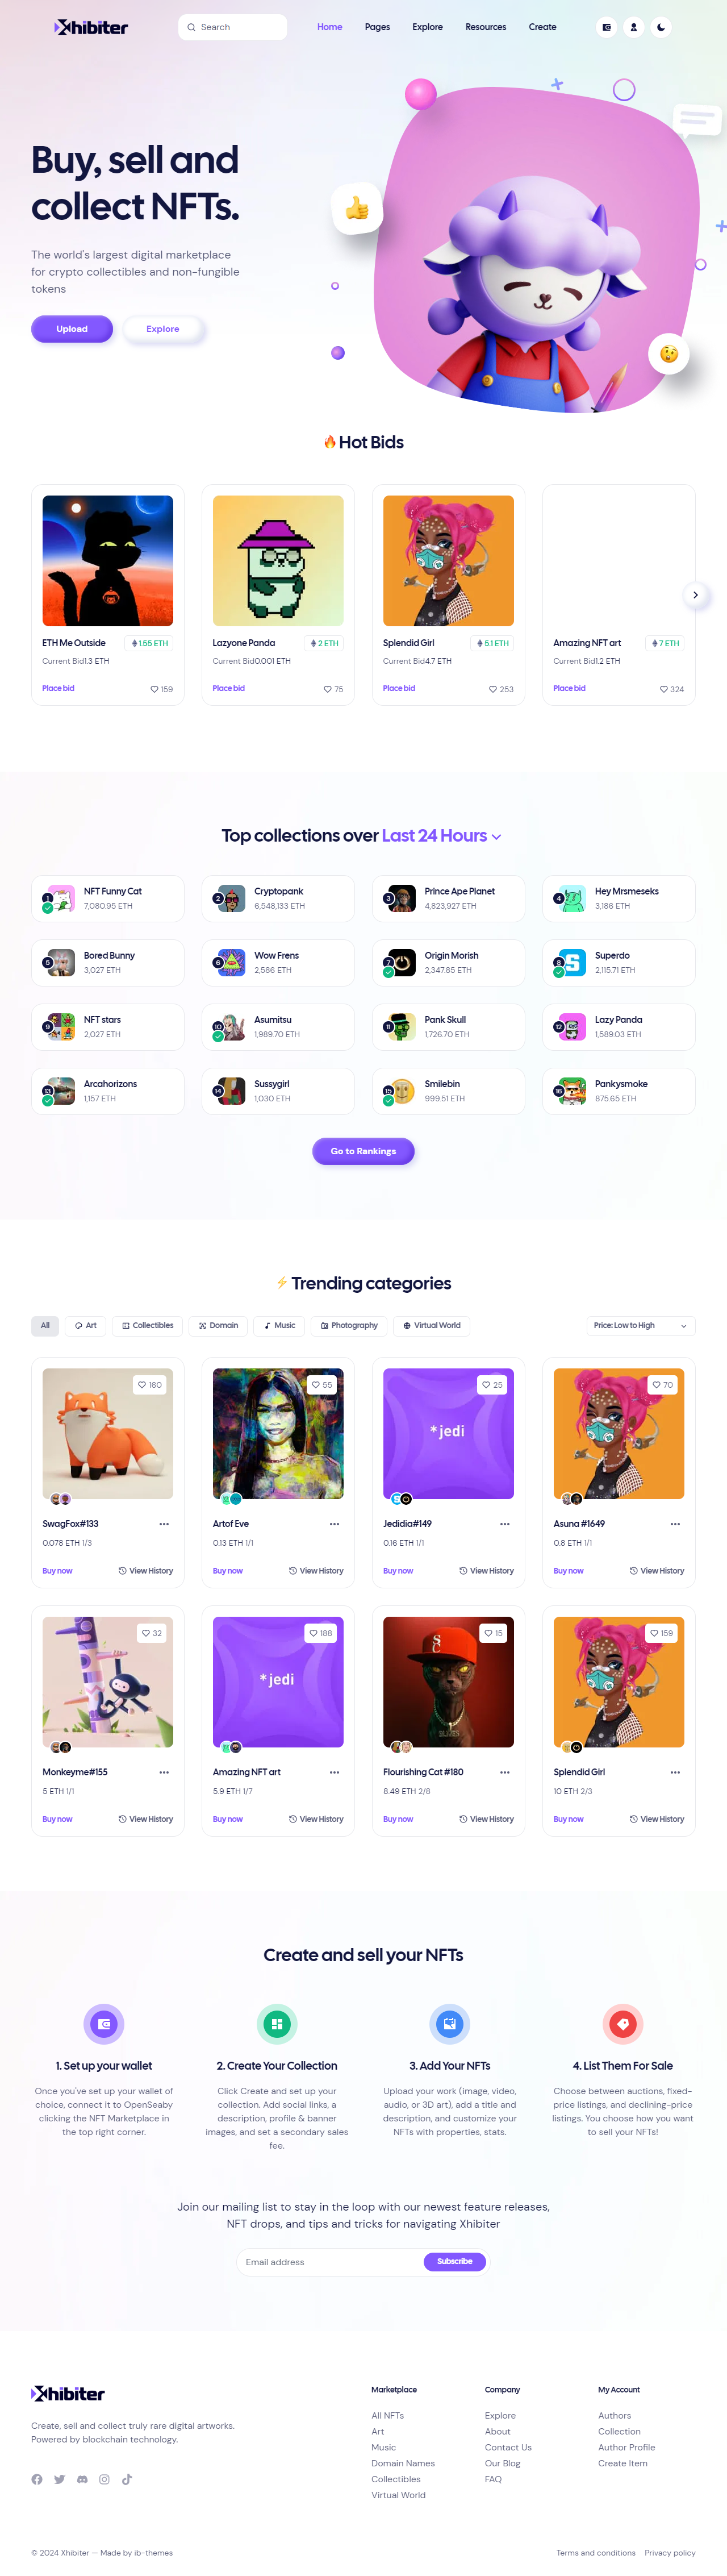 Xhibiter
Search
Home
Pages
Explore
Resources
Create
Buy, sell and
collect NFTs.
The world's largest digital marketplace
for crypto collectibles and non-fungible
tokens
Upload
Explore
Hot Bids
ETH Me Outside
1.55 ETH
Current Bid1.3 ETH
Place bid
159
Lazyone Panda
2 ETH
Current Bid0.001 ETH
Place bid
75
Splendid Girl
5.1 ETH
Current Bid4.7 ETH
Place bid
253
Amazing NFT art
7 ETH
Current Bid1.2 ETH
Place bid
324
Top collections over Last 24 Hours
1
NFT Funny Cat
7,080.95 ETH
2
Cryptopank
6,548,133 ETH
3
Prince Ape Planet
4,823,927 ETH
4
Hey Mrsmeseks
3,186 ETH
5
Bored Bunny
3,027 ETH
6
Wow Frens
2,586 ETH
7
Origin Morish
2,347.85 ETH
8
Superdo
2,115.71 ETH
9
NFT stars
2,027 ETH
10
Asumitsu
1,989.70 ETH
11
Pank Skull
1,726.70 ETH
12
Lazy Panda
1,589.03 ETH
13
Arcahorizons
1,157 ETH
14
Sussygirl
1,030 ETH
15
Smilebin
999.51 ETH
16
Pankysmoke
875.65 ETH
Go to Rankings
Trending categories
All
Art
Collectibles
Domain
Music
Photography
Virtual World
Price: Low to High
160
SwagFox#133
0.078 ETH 1/3
Buy now
View History
55
Artof Eve
0.13 ETH 1/1
Buy now
View History
25
*jedi
Jedidia#149
0.16 ETH 1/1
Buy now
View History
70
Asuna #1649
0.8 ETH 1/1
Buy now
View History
32
Monkeyme#155
5 ETH 1/1
Buy now
View History
188
*jedi
Amazing NFT art
5.9 ETH 1/7
Buy now
View History
15
Flourishing Cat #180
8.49 ETH 2/8
Buy now
View History
159
Splendid Girl
10 ETH 2/3
Buy now
View History
Create and sell your NFTs
1. Set up your wallet
Once you've set up your wallet of
choice, connect it to OpenSeaby
clicking the NFT Marketplace in
the top right corner.
2. Create Your Collection
Click Create and set up your
collection. Add social links, a
description, profile & banner
images, and set a secondary sales
fee.
3. Add Your NFTs
Upload your work (image, video,
audio, or 3D art), add a title and
description, and customize your
NFTs with properties, stats.
4. List Them For Sale
Choose between auctions, fixed-
price listings, and declining-price
listings. You choose how you want
to sell your NFTs!
Join our mailing list to stay in the loop with our newest feature releases,
NFT drops, and tips and tricks for navigating Xhibiter
Email address
Subscribe
Xhibiter
Create, sell and collect truly rare digital artworks.
Powered by blockchain technology.
Marketplace
All NFTs
Art
Music
Domain Names
Collectibles
Virtual World
Company
Explore
About
Contact Us
Our Blog
FAQ
My Account
Authors
Collection
Author Profile
Create Item
© 2024 Xhibiter — Made by ib-themes
Terms and conditions
Privacy policy